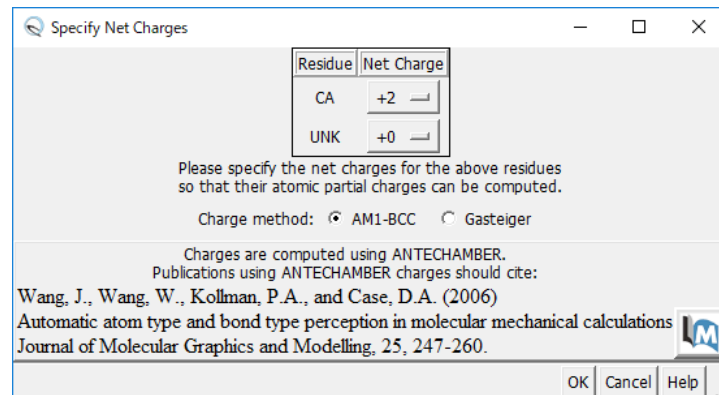 Specify Net Charges
Residue Net Charge
CA +2
UNK +0
Please specify the net charges for the above residues
so that their atomic partial charges can be computed.
Charge method: AM1-BCC Gasteiger
Charges are computed using ANTECHAMBER.
Publications using ANTECHAMBER charges should cite:
Wang, J., Wang, W., Kollman, P.A., and Case, D.A. (2006)
Automatic atom type and bond type perception in molecular mechanical calculations
Journal of Molecular Graphics and Modelling, 25, 247-260.
M
OK Cancel Help